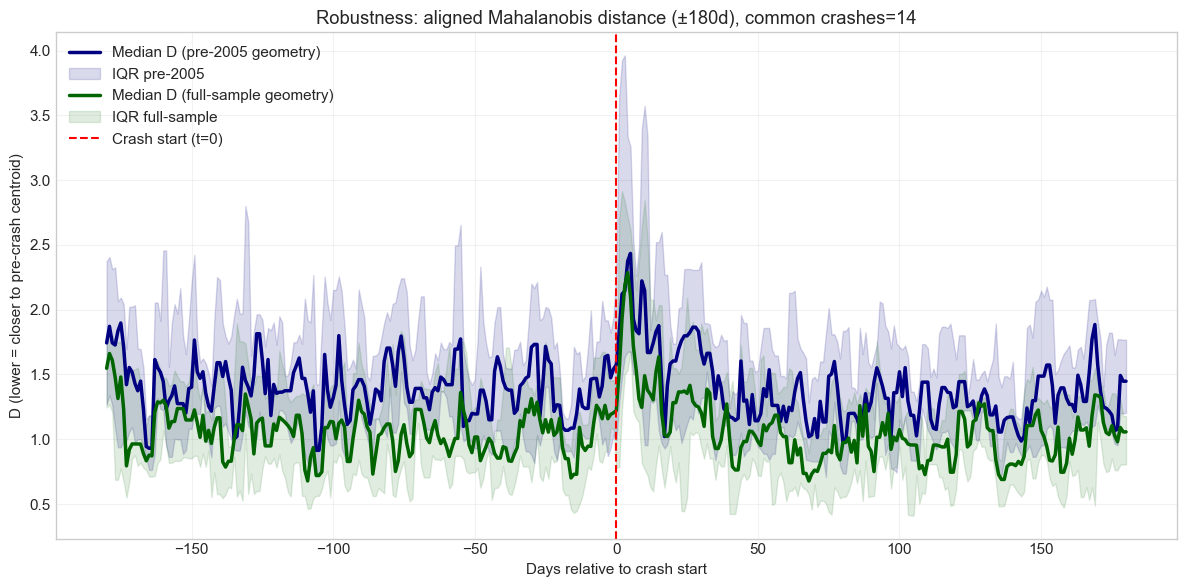 Robustness: aligned Mahalanobis distance (±180d), common crashes=14
Median D (pre-2005 geometry)
IQR pre-2005
Median D (full-sample geometry)
IQR full-sample
Crash start (t=0)
D (lower = closer to pre-crash centroid)
4.0
3.5
3.0
2.5
2.0
1.5
1.0
0.5
−150
−100
−50
0
50
100
150
Days relative to crash start